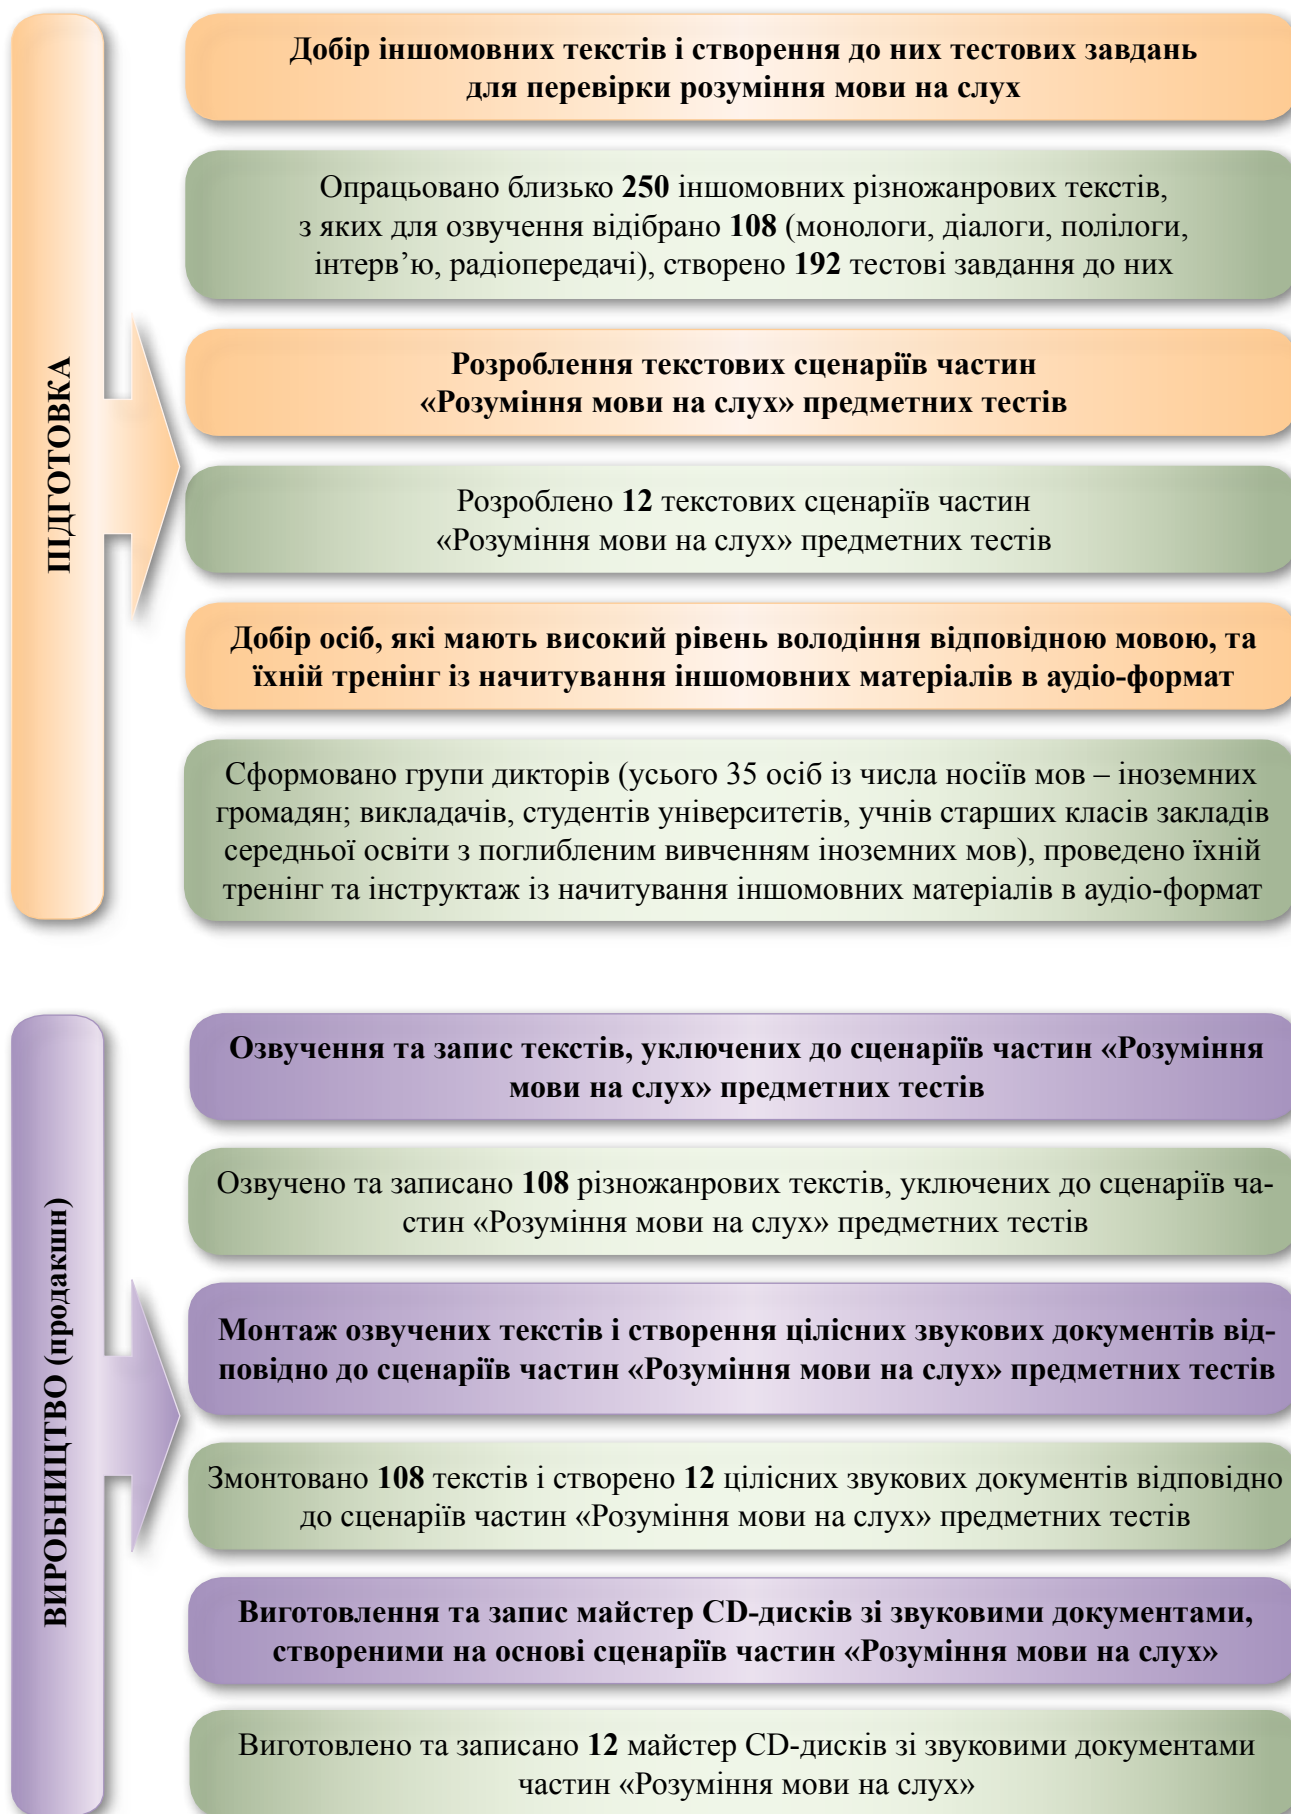 ПІДГОТОВКА
Добір іншомовних текстів і створення до них тестових завдань
для перевірки розуміння мови на слух
Опрацьовано близько 250 іншомовних різножанрових текстів,
з яких для озвучення відібрано 108 (монологи, діалоги, полілоги,
інтерв’ю, радіопередачі), створено 192 тестові завдання до них
Розроблення текстових сценаріїв частин
«Розуміння мови на слух» предметних тестів
Розроблено 12 текстових сценаріїв частин
«Розуміння мови на слух» предметних тестів
Добір осіб, які мають високий рівень володіння відповідною мовою, та
їхній тренінг із начитування іншомовних матеріалів в аудіо-формат
Сформовано групи дикторів (усього 35 осіб із числа носіїв мов – іноземних
громадян; викладачів, студентів університетів, учнів старших класів закладів
середньої освіти з поглибленим вивченням іноземних мов), проведено їхній
тренінг та інструктаж із начитування іншомовних матеріалів в аудіо-формат
ВИРОБНИЦТВО (продакшн)
Озвучення та запис текстів, уключених до сценаріїв частин «Розуміння
мови на слух» предметних тестів
Озвучено та записано 108 різножанрових текстів, уключених до сценаріїв ча-
стин «Розуміння мови на слух» предметних тестів
Монтаж озвучених текстів і створення цілісних звукових документів від-
повідно до сценаріїв частин «Розуміння мови на слух» предметних тестів
Змонтовано 108 текстів і створено 12 цілісних звукових документів відповідно
до сценаріїв частин «Розуміння мови на слух» предметних тестів
Виготовлення та запис майстер CD-дисків зі звуковими документами,
створеними на основі сценаріїв частин «Розуміння мови на слух»
Виготовлено та записано 12 майстер CD-дисків зі звуковими документами
частин «Розуміння мови на слух»